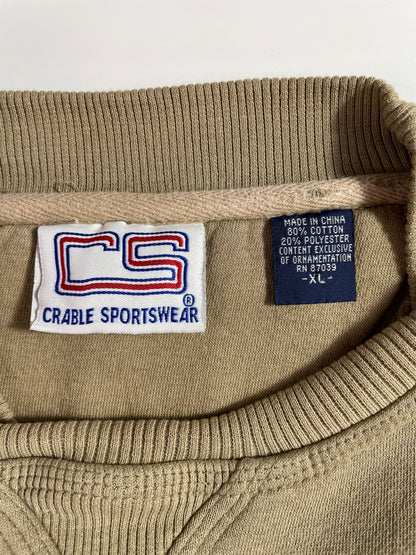 CS
®
CRABLE SPORTSWEAR
MADE IN CHINA
80% COTTON
20% POLYESTER
CONTENT EXCLUSIVE
OF ORNAMENTATION
RN 87039
-XL-